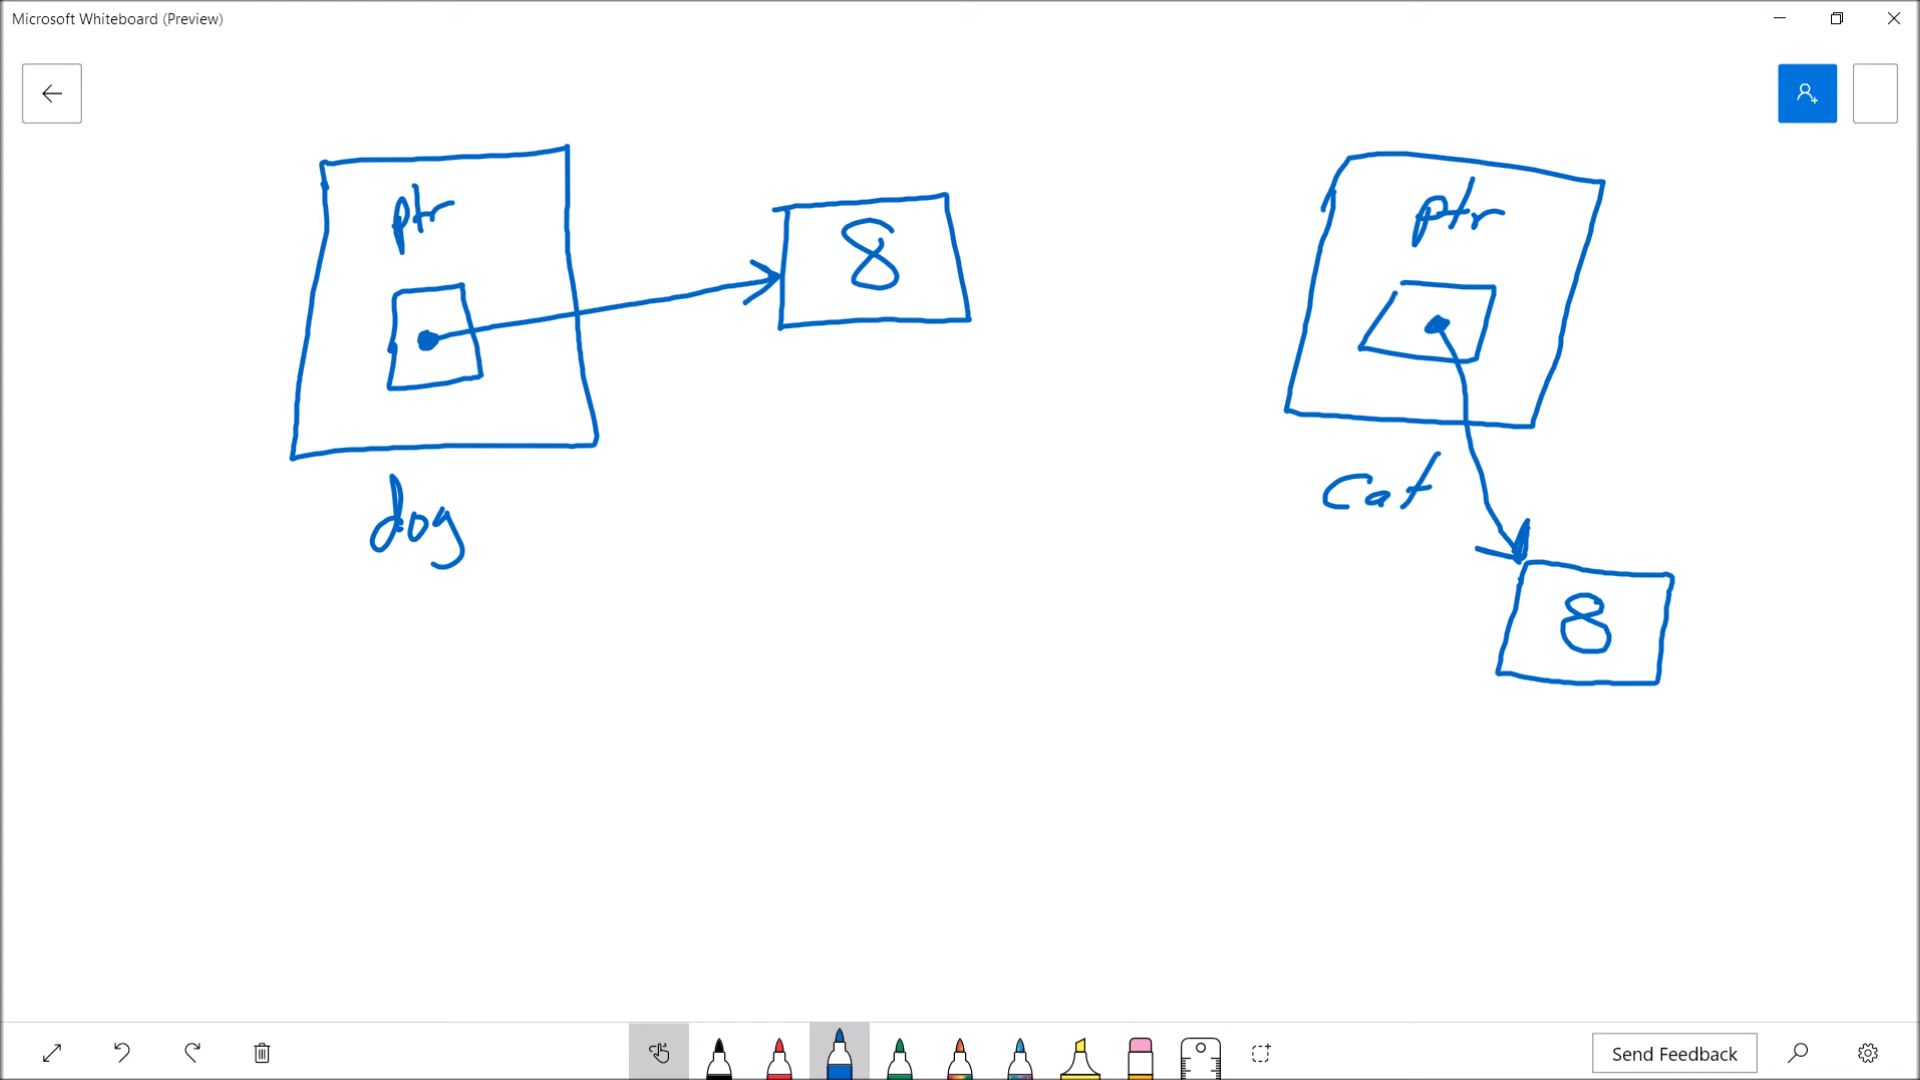 Microsoft Whiteboard (Preview)
ptr
8
dog
ptr
cat
8
Send Feedback